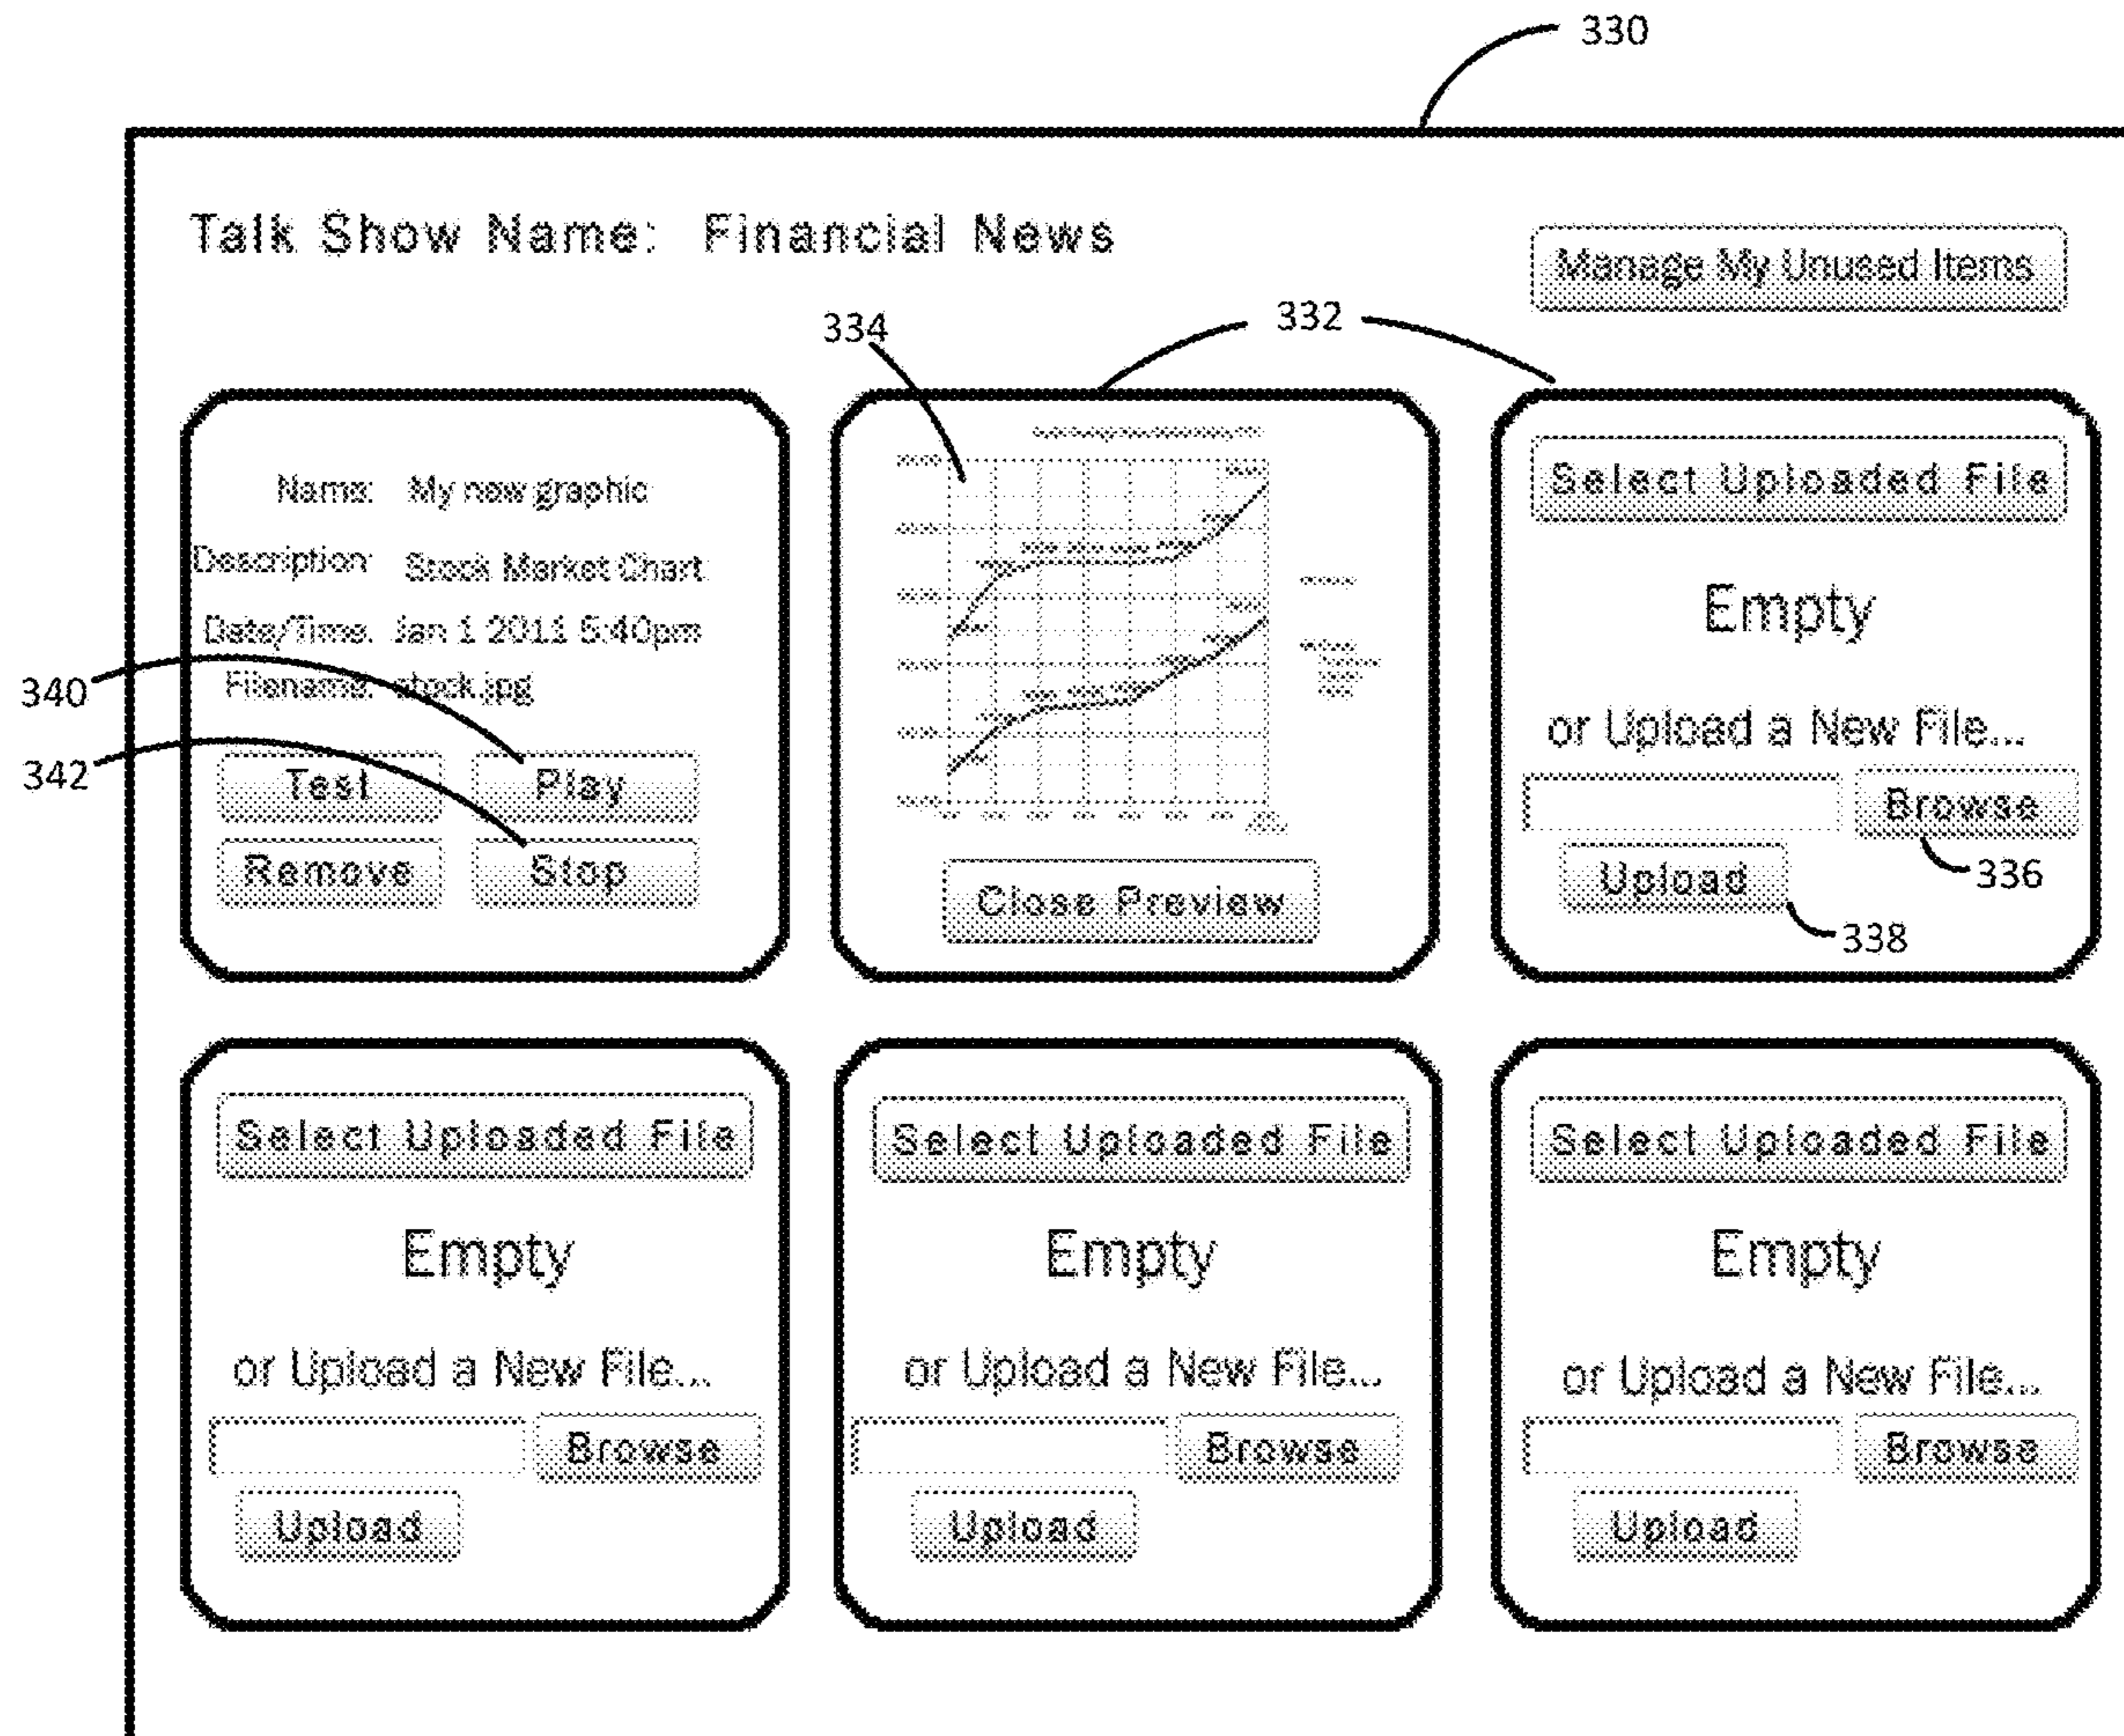 330
Talk Show Name: Financial News
Manage My Unused Items
334
332
Name: My new graphic
Description: Stock Market Chart
Date/Time: Jan 1 2011 5:40pm
Filename: stock.jpg
340
342
Test
Play
Remove
Stop
Close Preview
Select Uploaded File
Empty
or Upload a New File...
Browse
Upload
336
338
Select Uploaded File
Empty
or Upload a New File...
Browse
Upload
Select Uploaded File
Empty
or Upload a New File...
Browse
Upload
Select Uploaded File
Empty
or Upload a New File...
Browse
Upload